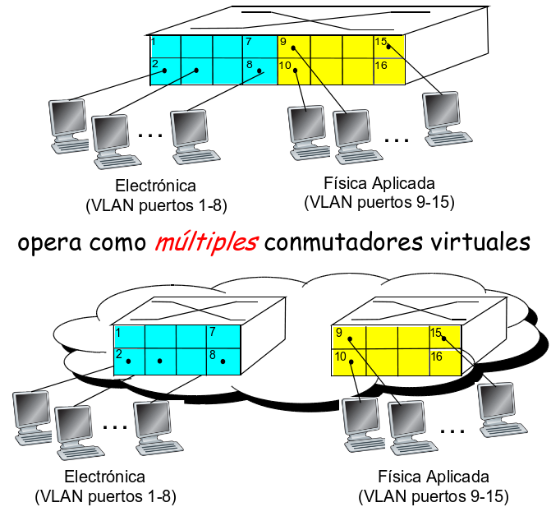 1 7 9 15
2 8 10 16
...
...
Electrónica
(VLAN puertos 1-8)
Física Aplicada
(VLAN puertos 9-15)
opera como múltiples conmutadores virtuales
1 7 9 15
2 8 10 16
...
...
Electrónica
(VLAN puertos 1-8)
Física Aplicada
(VLAN puertos 9-15)